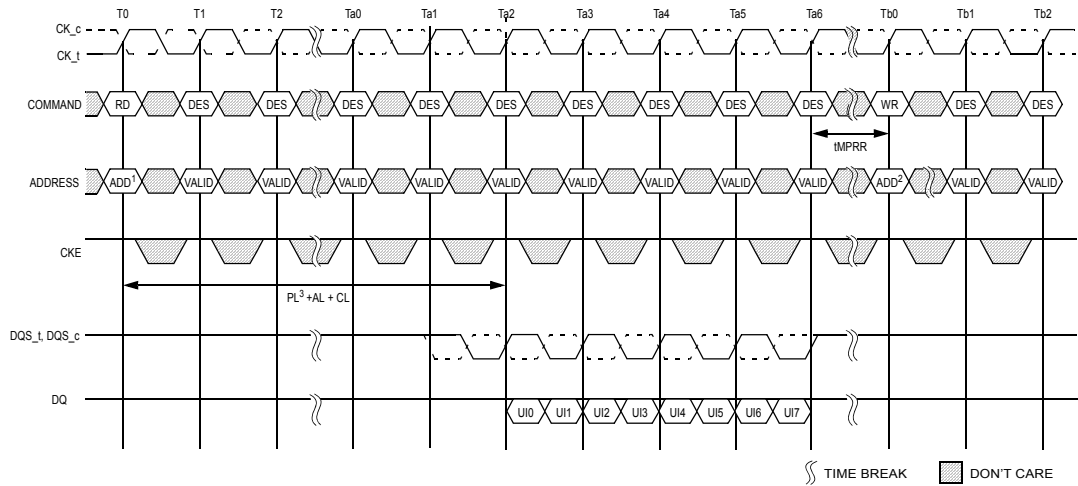 T0 T1 T2 Ta0 Ta1 Ta2 Ta3 Ta4 Ta5 Ta6 Tb0 Tb1 Tb2
CK_c
CK_t
COMMAND RD DES DES DES DES DES DES DES DES DES WR DES DES
tMPRR
ADDRESS ADD1 VALID VALID VALID VALID VALID VALID VALID VALID VALID ADD2 VALID VALID
CKE
PL3 +AL + CL
DQS_t, DQS_c
DQ UI0 UI1 UI2 UI3 UI4 UI5 UI6 UI7
TIME BREAK DON'T CARE